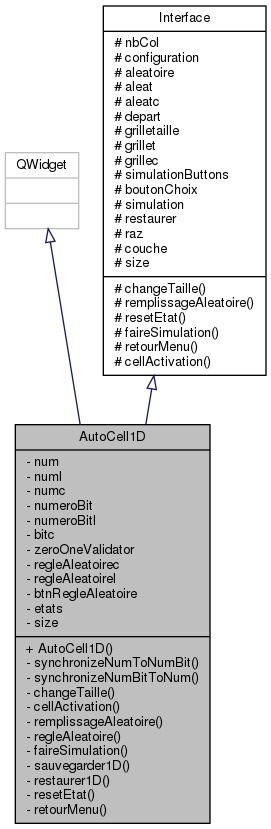 Interface
# nbCol
# configuration
# aleatoire
# aleat
# aleatc
# depart
# grilletaille
# grillet
# grillec
# simulationButtons
# boutonChoix
# simulation
# restaurer
# raz
# couche
# size
# changeTaille()
# remplissageAleatoire()
# resetEtat()
# faireSimulation()
# retourMenu()
# cellActivation()
QWidget
AutoCell1D
- num
- numl
- numc
- numeroBit
- numeroBitl
- bitc
- zeroOneValidator
- regleAleatoirec
- regleAleatoirel
- btnRegleAleatoire
- etats
- size
+ AutoCell1D()
- synchronizeNumToNumBit()
- synchronizeNumBitToNum()
- changeTaille()
- cellActivation()
- remplissageAleatoire()
- regleAleatoire()
- faireSimulation()
- sauvegarder1D()
- restaurer1D()
- resetEtat()
- retourMenu()